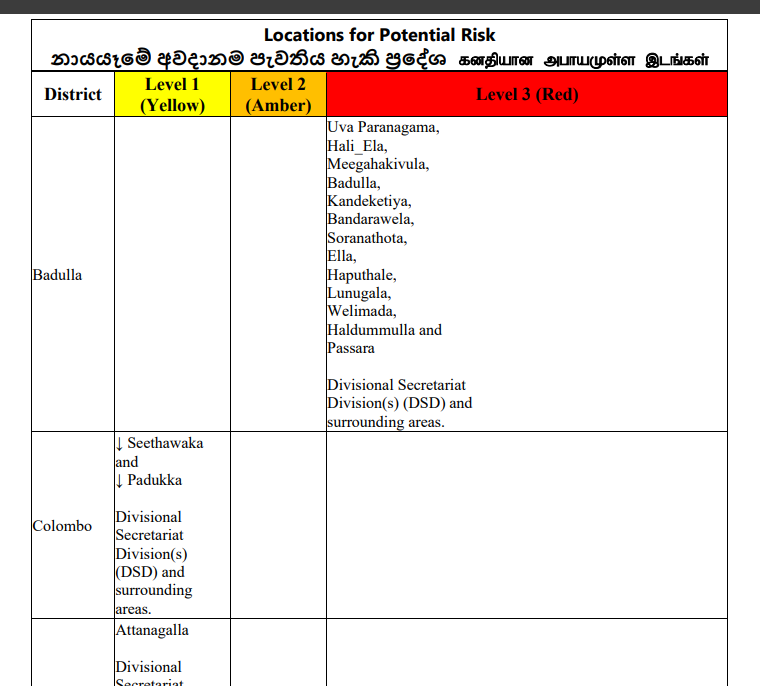 Locations for Potential Risk
නායයෑමේ අවදානම පැවතිය හැකි ප්‍රදේශ கனதியான அபாயமுள்ள இடங்கள்
District
Level 1
(Yellow)
Level 2
(Amber)
Level 3 (Red)
Badulla
Uva Paranagama,
Hali_Ela,
Meegahakivula,
Badulla,
Kandeketiya,
Bandarawela,
Soranathota,
Ella,
Haputhale,
Lunugala,
Welimada,
Haldummulla and
Passara
Divisional Secretariat
Division(s) (DSD) and
surrounding areas.
Colombo
↓ Seethawaka
and
↓ Padukka
Divisional
Secretariat
Division(s)
(DSD) and
surrounding
areas.
Attanagalla
Divisional
Secretariat